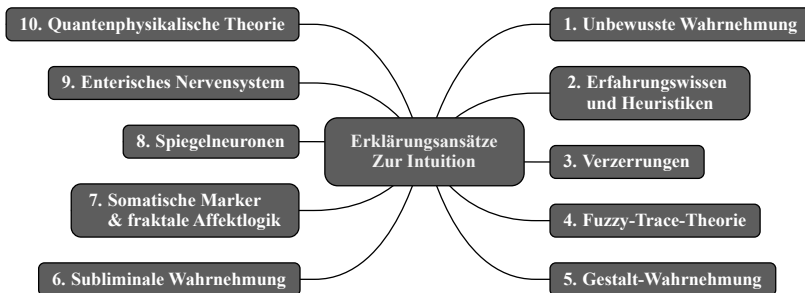 10. Quantenphysikalische Theorie
9. Enterisches Nervensystem
8. Spiegelneuronen
7. Somatische Marker
& fraktale Affektlogik
6. Subliminale Wahrnehmung
Erklärungsansätze
Zur Intuition
1. Unbewusste Wahrnehmung
2. Erfahrungswissen
und Heuristiken
3. Verzerrungen
4. Fuzzy-Trace-Theorie
5. Gestalt-Wahrnehmung